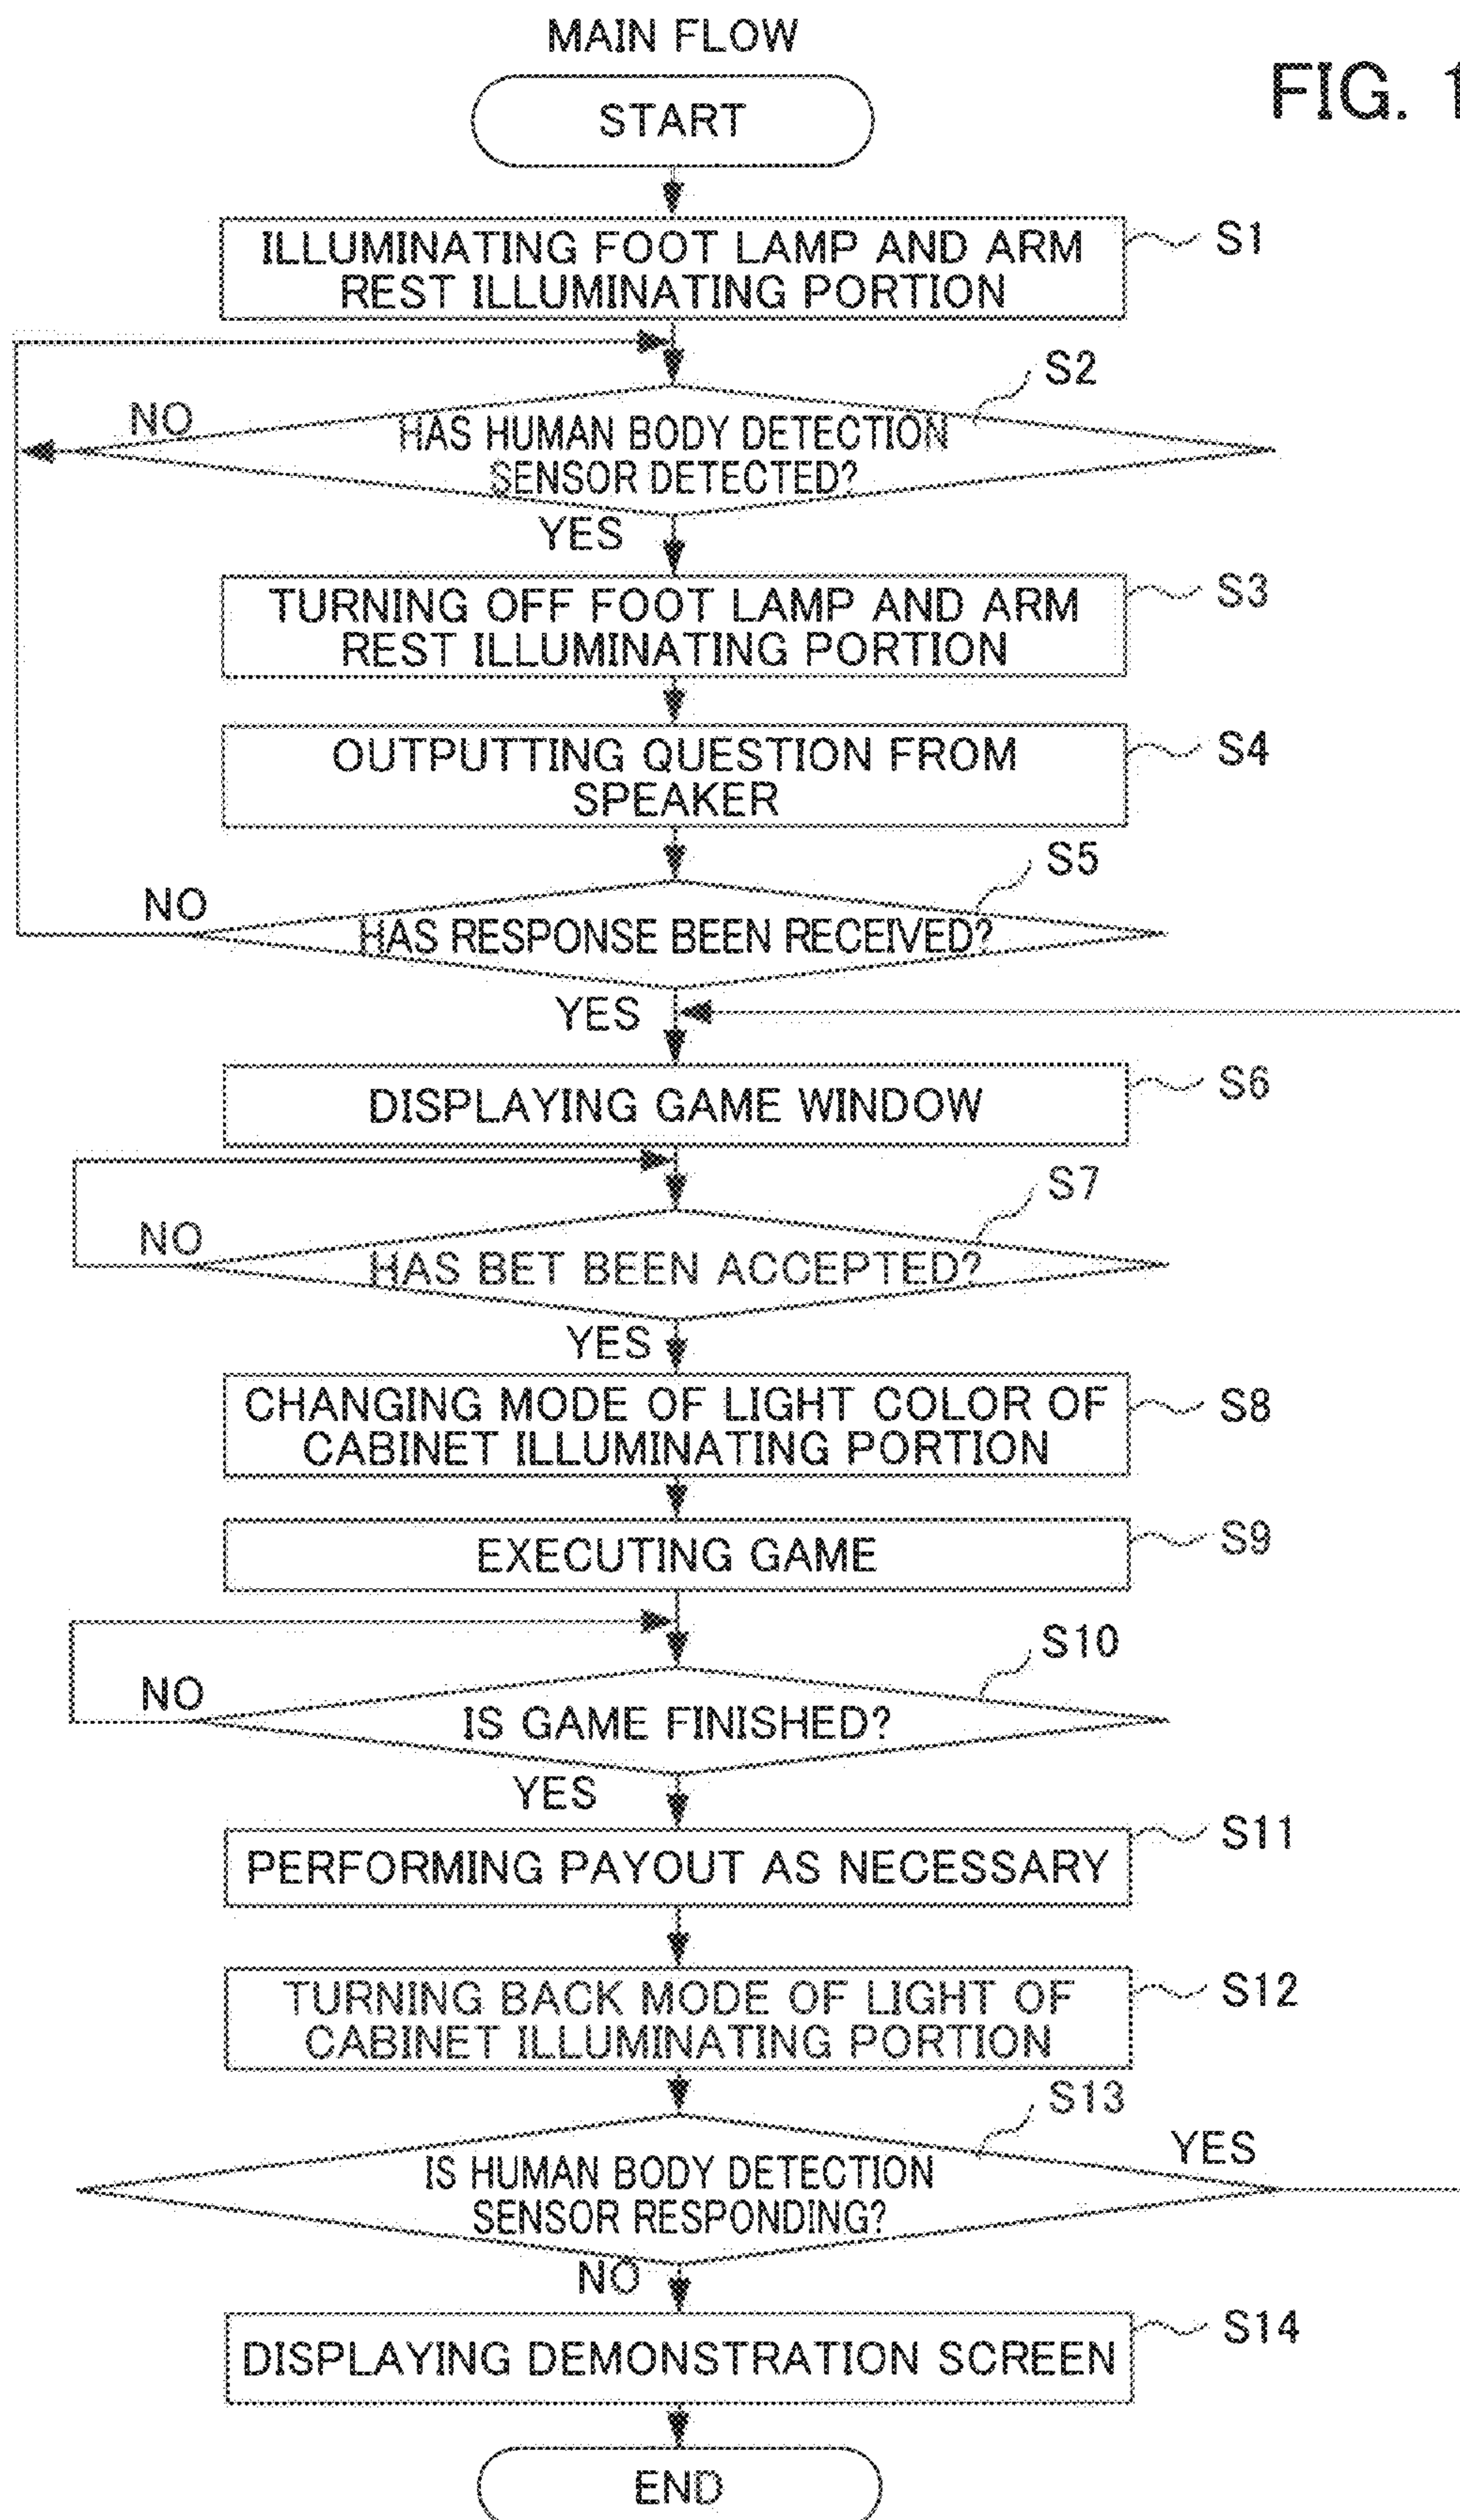 MAIN FLOW
FIG. 1
START
ILLUMINATING FOOT LAMP AND ARM
REST ILLUMINATING PORTION
S1
S2
NO
HAS HUMAN BODY DETECTION
SENSOR DETECTED?
YES
TURNING OFF FOOT LAMP AND ARM
REST ILLUMINATING PORTION
S3
OUTPUTTING QUESTION FROM
SPEAKER
S4
S5
NO
HAS RESPONSE BEEN RECEIVED?
YES
DISPLAYING GAME WINDOW
S6
S7
NO
HAS BET BEEN ACCEPTED?
YES
CHANGING MODE OF LIGHT COLOR OF
CABINET ILLUMINATING PORTION
S8
EXECUTING GAME
S9
S10
NO
IS GAME FINISHED?
YES
PERFORMING PAYOUT AS NECESSARY
S11
TURNING BACK MODE OF LIGHT OF
CABINET ILLUMINATING PORTION
S12
S13
YES
IS HUMAN BODY DETECTION
SENSOR RESPONDING?
NO
DISPLAYING DEMONSTRATION SCREEN
S14
END